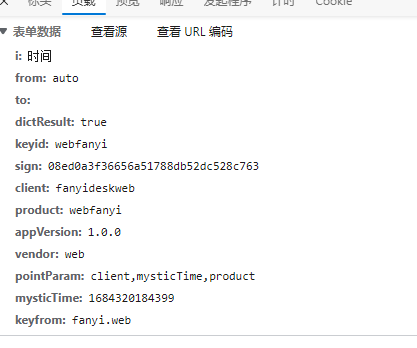 标头 负载 预览 响应 发起程序 计时 Cookie
表单数据 查看源 查看 URL 编码
i: 时间
from: auto
to:
dictResult: true
keyid: webfanyi
sign: 08ed0a3f36656a51788db52dc528c763
client: fanyideskweb
product: webfanyi
appVersion: 1.0.0
vendor: web
pointParam: client,mysticTime,product
mysticTime: 1684320184399
keyfrom: fanyi.web